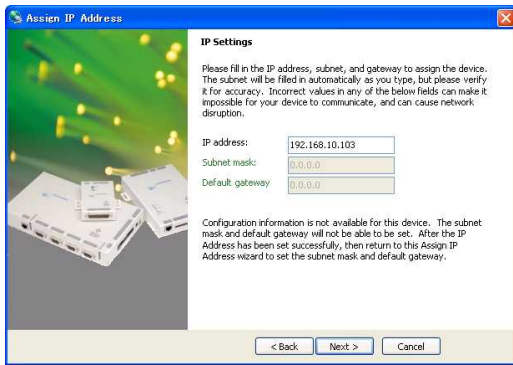 Assign IP Address
IP Settings
Please fill in the IP address, subnet, and gateway to assign the device.
The subnet will be filled in automatically as you type, but please verify
it for accuracy. Incorrect values in any of the below fields can make it
impossible for your device to communicate, and can cause network
disruption.
IP address: 192.168.10.103
Subnet mask: 0.0.0.0
Default gateway 0.0.0.0
Configuration information is not available for this device. The subnet
mask and default gateway will not be able to be set. After the IP
Address has been set successfully, then return to this Assign IP
Address wizard to set the subnet mask and default gateway.
< Back Next > Cancel